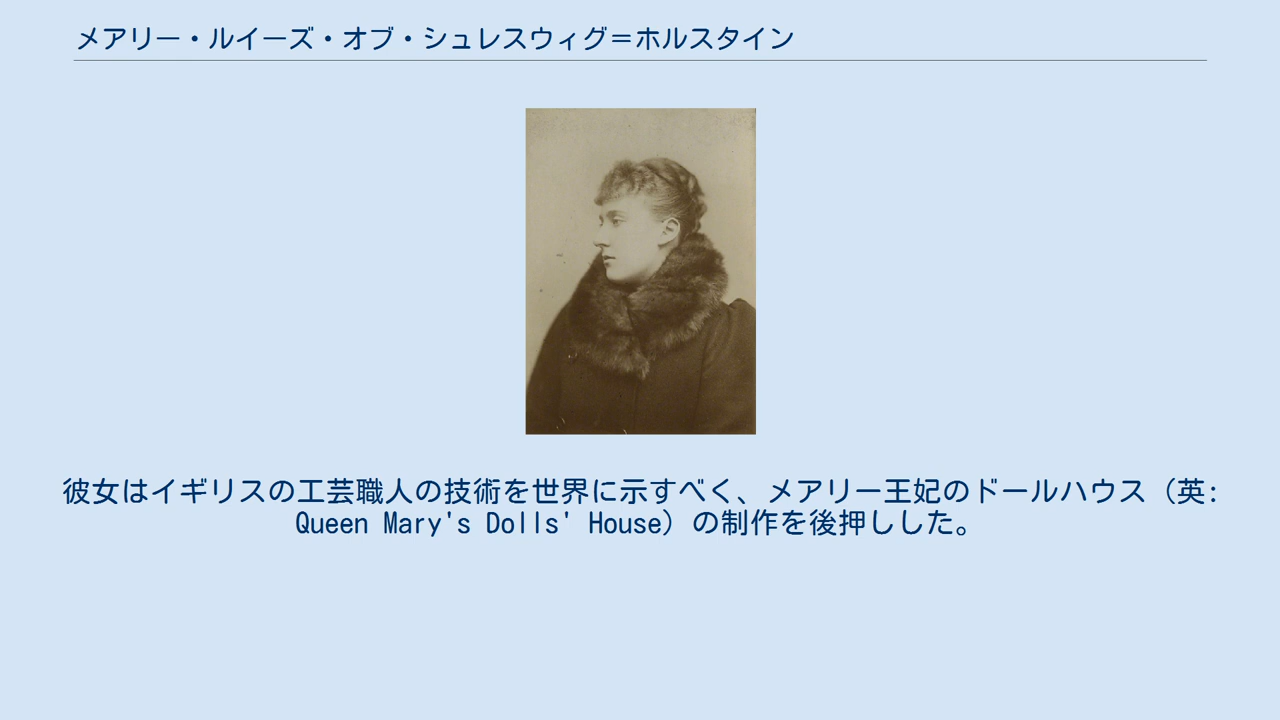 メアリー・ルイーズ・オブ・シュレスウィグ＝ホルスタイン
彼女はイギリスの工芸職人の技術を世界に示すべく、メアリー王妃のドールハウス（英:
Queen Mary's Dolls' House）の制作を後押しした。